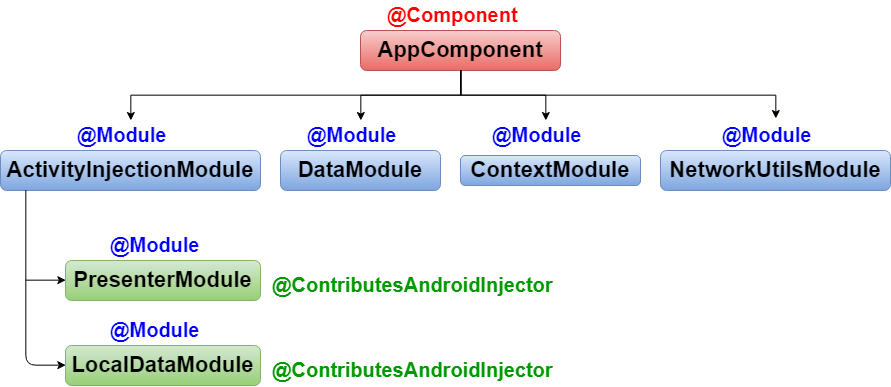 @Component
AppComponent
@Module
@Module
@Module
@Module
ActivityInjectionModule
DataModule
ContextModule
NetworkUtilsModule
@Module
PresenterModule
@ContributesAndroidInjector
@Module
LocalDataModule
@ContributesAndroidInjector